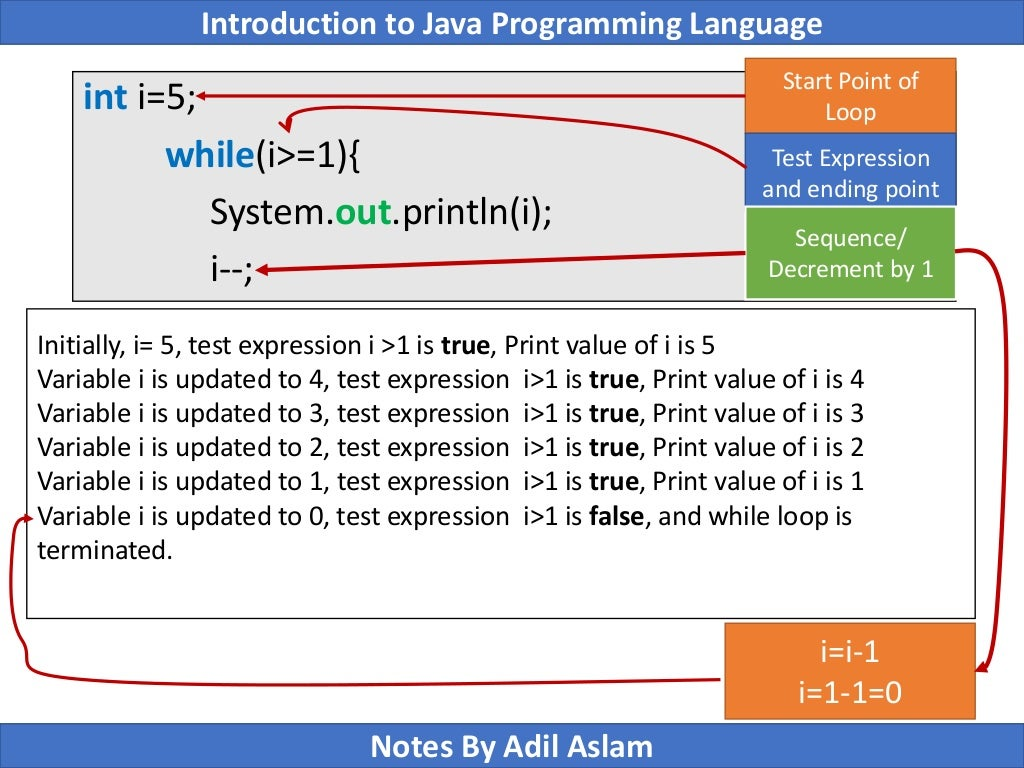 Introduction to Java Programming Language
int i=5;
while(i>=1){
System.out.println(i);
i--;
Start Point of
Loop
Test Expression
and ending point
Sequence/
Decrement by 1
Initially, i= 5, test expression i >1 is true, Print value of i is 5
Variable i is updated to 4, test expression  i>1 is true, Print value of i is 4
Variable i is updated to 3, test expression  i>1 is true, Print value of i is 3
Variable i is updated to 2, test expression  i>1 is true, Print value of i is 2
Variable i is updated to 1, test expression  i>1 is true, Print value of i is 1
Variable i is updated to 0, test expression  i>1 is false, and while loop is
terminated.
i=i-1
i=1-1=0
Notes By Adil Aslam